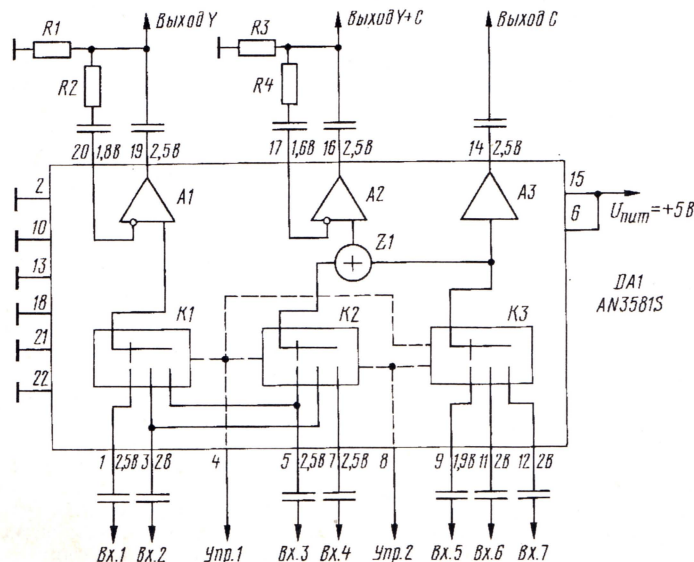 Выход Y
Выход Y+C
Выход C
R1
R2
R3
R4
20 1,8В 19 2,5В
17 1,6В 16 2,5В
14 2,5В
A1
A2
A3
15
6
Uпит=+5В
2
10
13
18
21
22
Z1
DA1
AN3581S
K1
K2
K3
1 2,5В 3 2В 4 5 2,5В 7 2,5В 8 9 1,9В 11 2В 12 2В
Вх.1 Вх.2 Упр.1 Вх.3 Вх.4 Упр.2 Вх.5 Вх.6 Вх.7